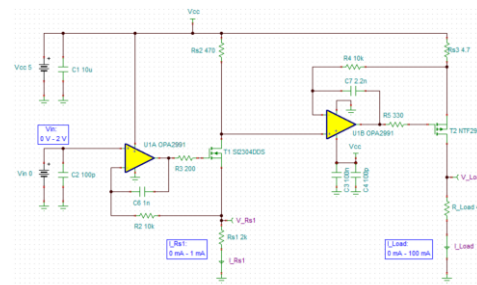 Vcc
Rs2 470
R4 10k
Rs3 4.7
Vcc 5
C1 10u
C7 2.2n
R5 330
Vin:
0 V - 2 V
U1A OPA2991
U1B OPA2991
T1 SI2304DDS
Vcc
Vin 0
C2 100p
R3 200
C3 100n
C4 100p
C6 1n
R2 10k
V_Rs1
R_Load
I_Rs1:
0 mA - 1 mA
Rs1 2k
I_Rs1
I_Load:
0 mA - 100 mA
I_Load